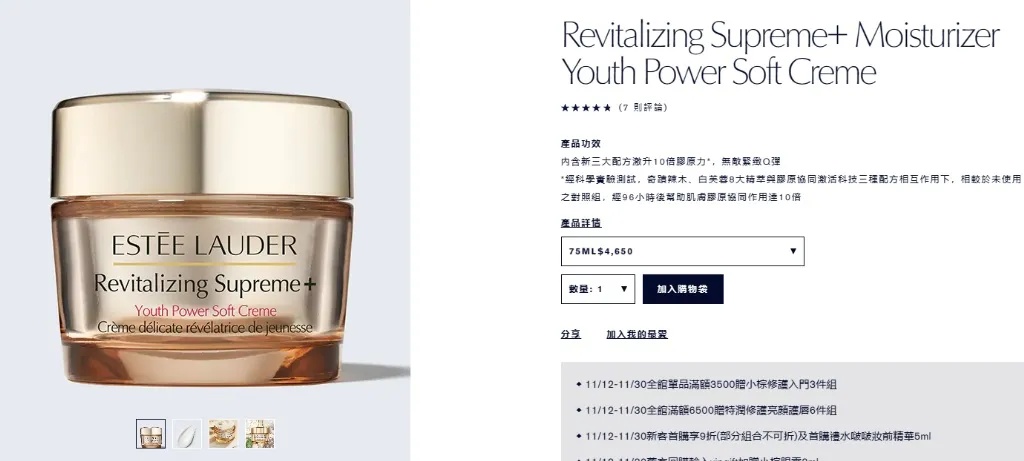 Revitalizing Supreme+ Moisturizer
Youth Power Soft Creme
★★★★★ (7 則評論)
產品功效
內含新三大配方激升10倍膠原力*，無敵緊緻Q彈
*經科學實驗測試，奇蹟辣木、白芙蓉8大精萃與膠原協同激活科技三種配方相互作用下，相較於未使用
之對照組，經96小時後幫助肌膚膠原協同作用達10倍
產品詳情
75ML$4,650 ▼
數量: 1 ▼
加入購物袋
分享
加入我的最愛
◆ 11/12-11/30全館單品滿額3500贈小棕修護入門3件組
◆ 11/12-11/30全館滿額6500贈特潤修護亮顏護唇6件組
◆ 11/12-11/30新客首購享9折(部分組合不可折)及首購禮水啵啵妝前精華5ml
ESTĒE LAUDER
Revitalizing Supreme+
Youth Power Soft Creme
Crème délicate révélatrice de jeunesse